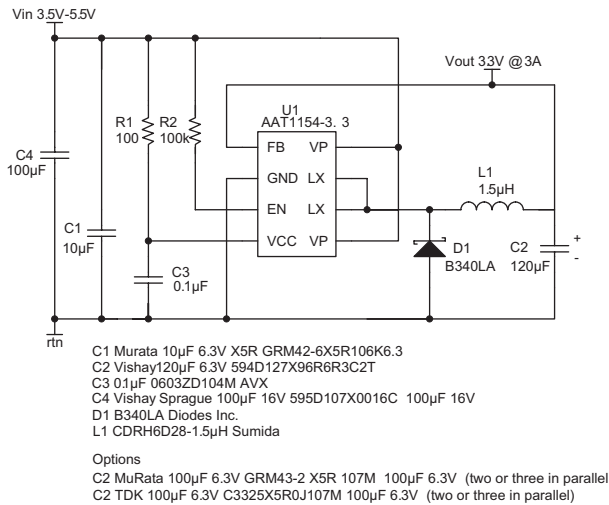 Vin 3.5V-5.5V
Vout 3.3V @ 3A
R1
100
R2
100k
U1
AAT1154-3. 3
FB VP
GND LX
EN LX
VCC VP
C4
100µF
C1
10µF
C3
0.1µF
L1
1.5µH
D1
B340LA
C2
120µF
+
-
rtn
C1 Murata 10µF 6.3V X5R GRM42-6X5R106K6.3
C2 Vishay120µF 6.3V 594D127X96R6R3C2T
C3 0.1µF 0603ZD104M AVX
C4 Vishay Sprague 100µF 16V 595D107X0016C 100µF 16V
D1 B340LA Diodes Inc.
L1 CDRH6D28-1.5µH Sumida
Options
C2 MuRata 100µF 6.3V GRM43-2 X5R 107M 100µF 6.3V (two or three in parallel
C2 TDK 100µF 6.3V C3325X5R0J107M 100µF 6.3V (two or three in parallel)